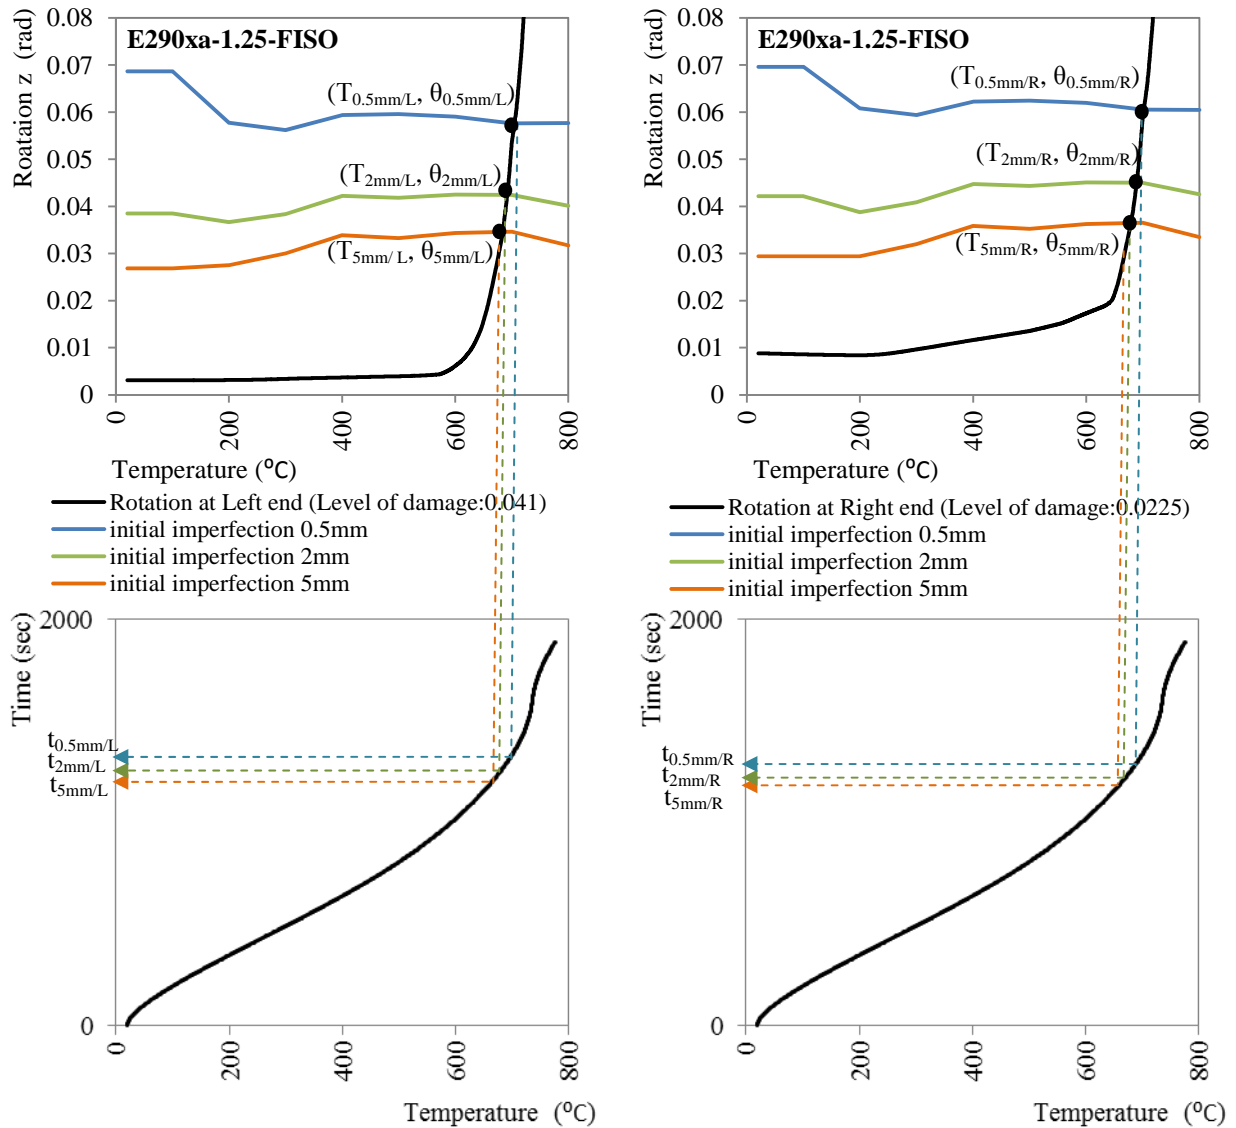 E290xa-1.25-FISO
Roataion z (rad)
0.08
0.07
0.06
0.05
0.04
0.03
0.02
0.01
0
(T0.5mm/L, θ0.5mm/L)
(T2mm/L, θ2mm/L)
(T5mm/ L, θ5mm/L)
0 200 400 600 800
Temperature (⁰C)
Rotation at Left end (Level of damage:0.041)
initial imperfection 0.5mm
initial imperfection 2mm
initial imperfection 5mm
E290xa-1.25-FISO
Roataion z (rad)
0.08
0.07
0.06
0.05
0.04
0.03
0.02
0.01
0
(T0.5mm/R, θ0.5mm/R)
(T2mm/R, θ2mm/R)
(T5mm/R, θ5mm/R)
0 200 400 600 800
Temperature (⁰C)
Rotation at Right end (Level of damage:0.0225)
initial imperfection 0.5mm
initial imperfection 2mm
initial imperfection 5mm
Time (sec)
2000
t0.5mm/L
t2mm/L
t5mm/L
0
0 200 400 600 800
Temperature (⁰C)
Time (sec)
2000
t0.5mm/R
t2mm/R
t5mm/R
0
0 200 400 600 800
Temperature (⁰C)